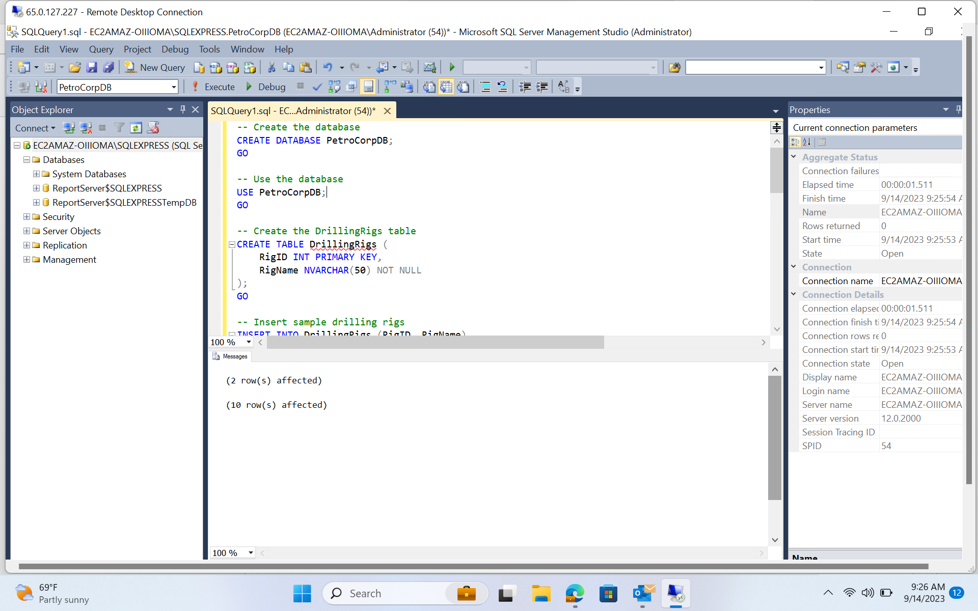 65.0.127.227 - Remote Desktop Connection
SQLQuery1.sql - EC2AMAZ-OIIIOMA\SQLEXPRESS.PetroCorpDB (EC2AMAZ-OIIIOMA\Administrator (54))* - Microsoft SQL Server Management Studio (Administrator)
File Edit View Query Project Debug Tools Window Help
New Query
PetroCorpDB Execute Debug
Object Explorer
Connect
EC2AMAZ-OIIIOMA\SQLEXPRESS (SQL Se
Databases
System Databases
ReportServer$SQLEXPRESS
ReportServer$SQLEXPRESSTempDB
Security
Server Objects
Replication
Management
SQLQuery1.sql - EC...Administrator (54))*
-- Create the database
CREATE DATABASE PetroCorpDB;
GO
-- Use the database
USE PetroCorpDB;
GO
-- Create the DrillingRigs table
CREATE TABLE DrillingRigs (
RigID INT PRIMARY KEY,
RigName NVARCHAR(50) NOT NULL
);
GO
-- Insert sample drilling rigs
INSERT INTO DrillingRigs (RigID, RigName)
100 %
Messages
(2 row(s) affected)
(10 row(s) affected)
100 %
Properties
Current connection parameters
Aggregate Status
Connection failures
Elapsed time 00:00:01.511
Finish time 9/14/2023 9:25:54 A
Name EC2AMAZ-OIIIOMA
Rows returned 0
Start time 9/14/2023 9:25:53 A
State Open
Connection
Connection name EC2AMAZ-OIIIOMA
Connection Details
Connection elapsed 00:00:01.511
Connection finish ti 9/14/2023 9:25:54 A
Connection rows re 0
Connection start tir 9/14/2023 9:25:53 A
Connection state Open
Display name EC2AMAZ-OIIIOMA
Login name EC2AMAZ-OIIIOMA
Server name EC2AMAZ-OIIIOMA
Server version 12.0.2000
Session Tracing ID
SPID 54
Name
69°F
Partly sunny
Search
9:26 AM
9/14/2023
12